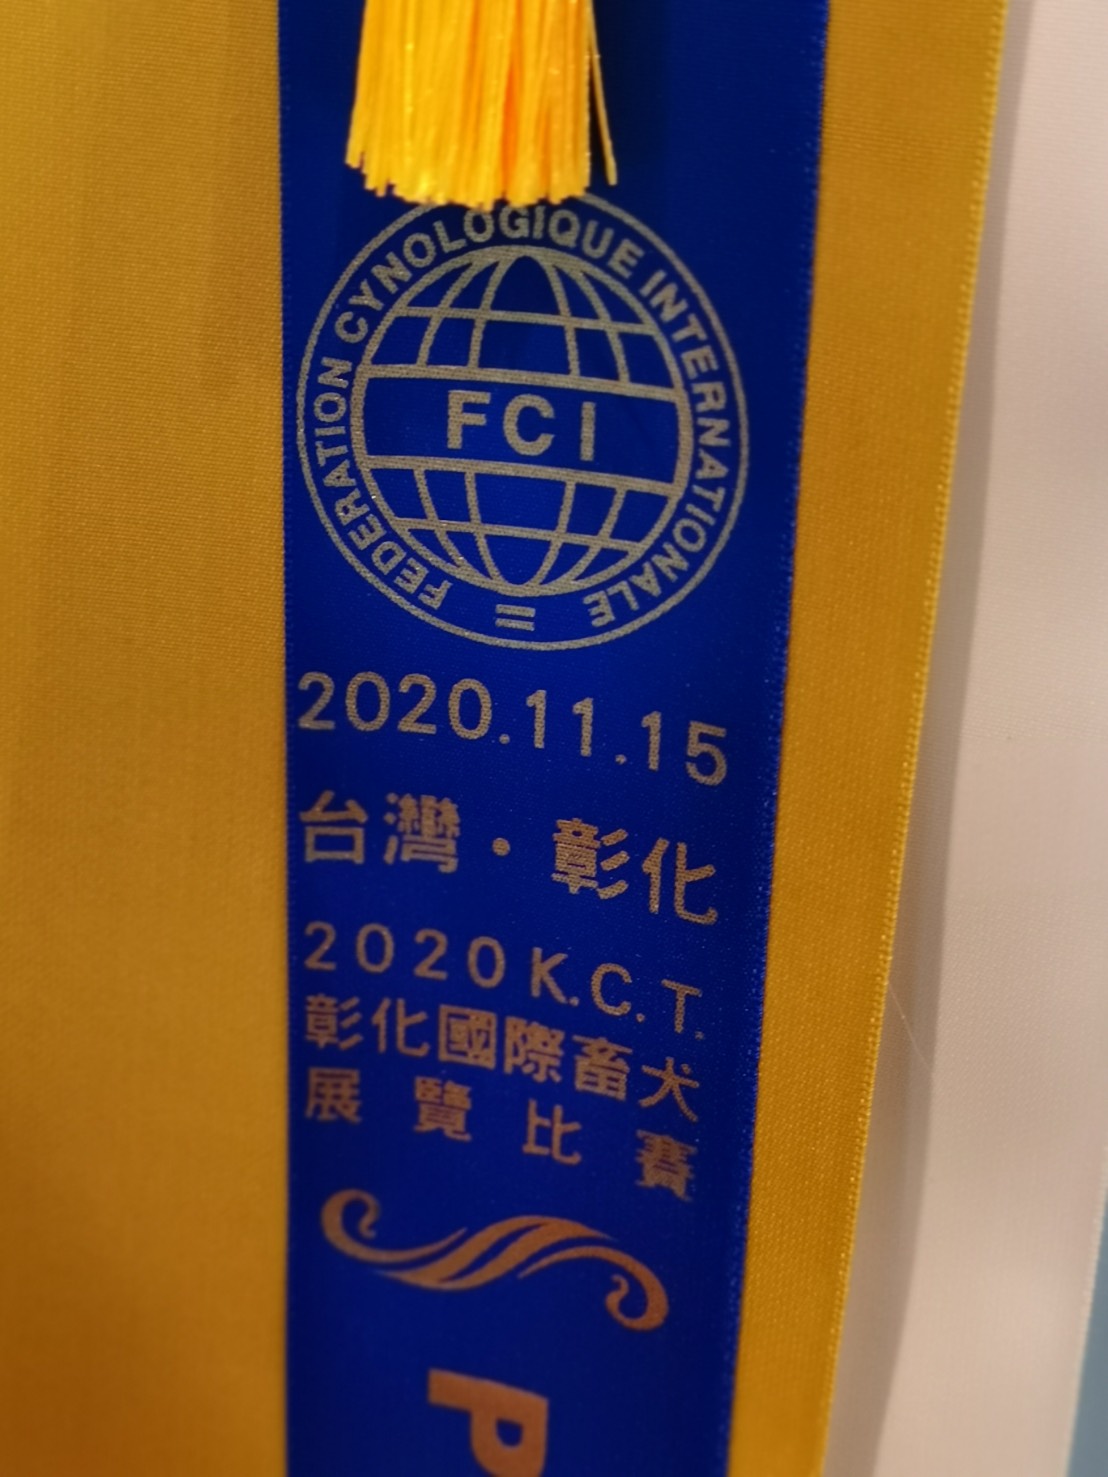 FEDERATION CYNOLOGIQUE INTERNATIONALE =
FCI
2020.11.15
台灣・彰化
2020 K.C.T.
彰化國際畜犬
展覽比賽
P